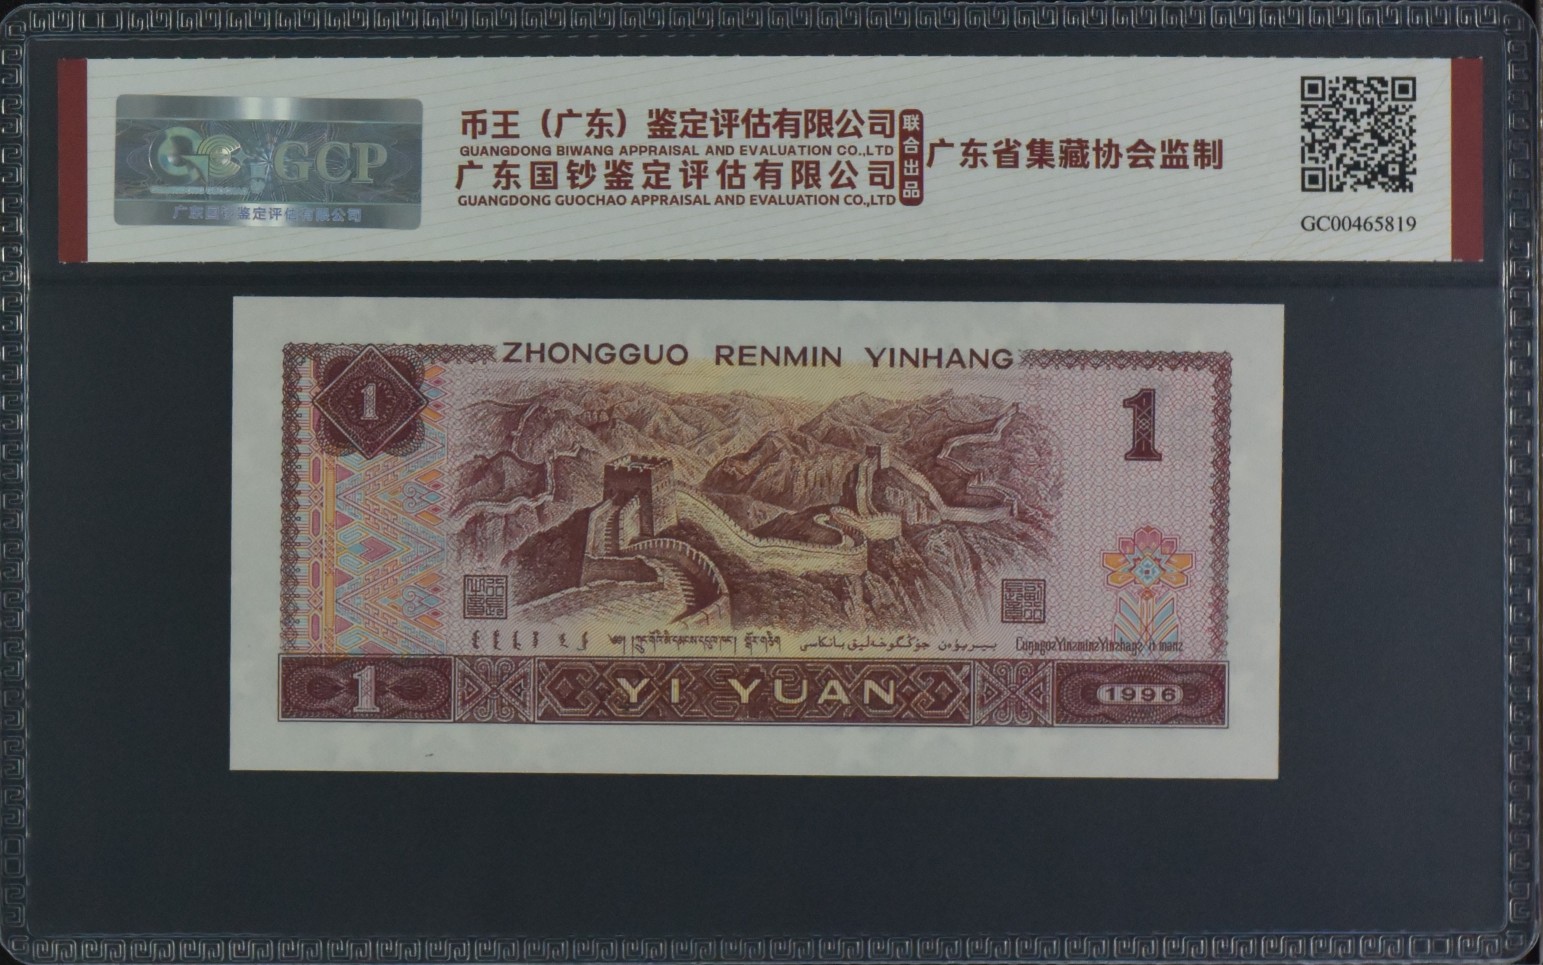 GCP
广东国钞鉴定评估有限公司
币王（广东）鉴定评估有限公司
GUANGDONG BIWANG APPRAISAL AND EVALUATION CO.,LTD
广东国钞鉴定评估有限公司
GUANGDONG GUOCHAO APPRAISAL AND EVALUATION CO.,LTD
联合出品
广东省集藏协会监制
GC00465819
ZHONGGUO RENMIN YINHANG
1
1
1
YI YUAN
1996